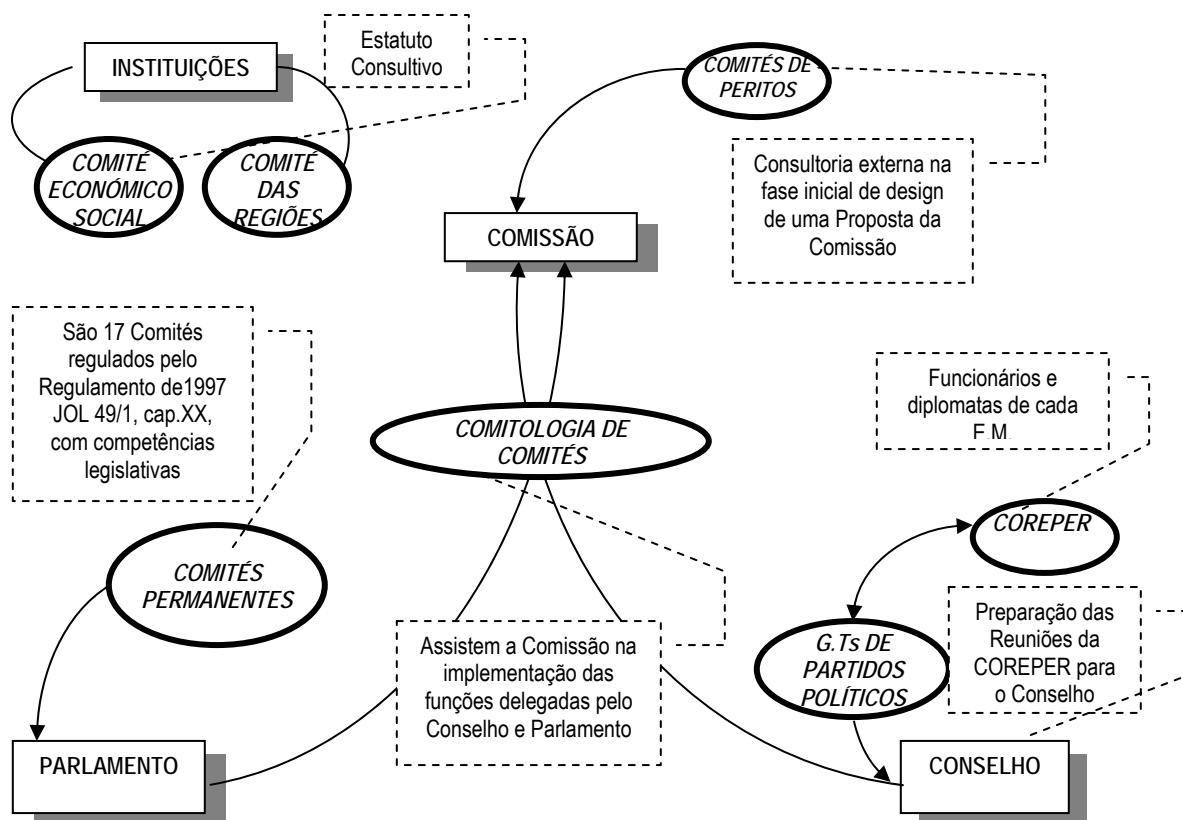 INSTITUIÇÕES
Estatuto
Consultivo
COMITÉ
ECONÓMICO
SOCIAL
COMITÉ
DAS
REGIÕES
COMITÉS DE
PERITOS
Consultoria externa na
fase inicial de design
de uma Proposta da
Comissão
COMISSÃO
São 17 Comités
regulados pelo
Regulamento de1997
JOL 49/1, cap.XX,
com competências
legislativas
COMITOLOGIA DE
COMITÉS
Funcionários e
diplomatas de cada
E.M.
COREPER
COMITÉS
PERMANENTES
Assistem a Comissão na
implementação das
funções delegadas pelo
Conselho e Parlamento
G.Ts DE
PARTIDOS
POLÍTICOS
Preparação das
Reuniões da
COREPER para
o Conselho
PARLAMENTO
CONSELHO